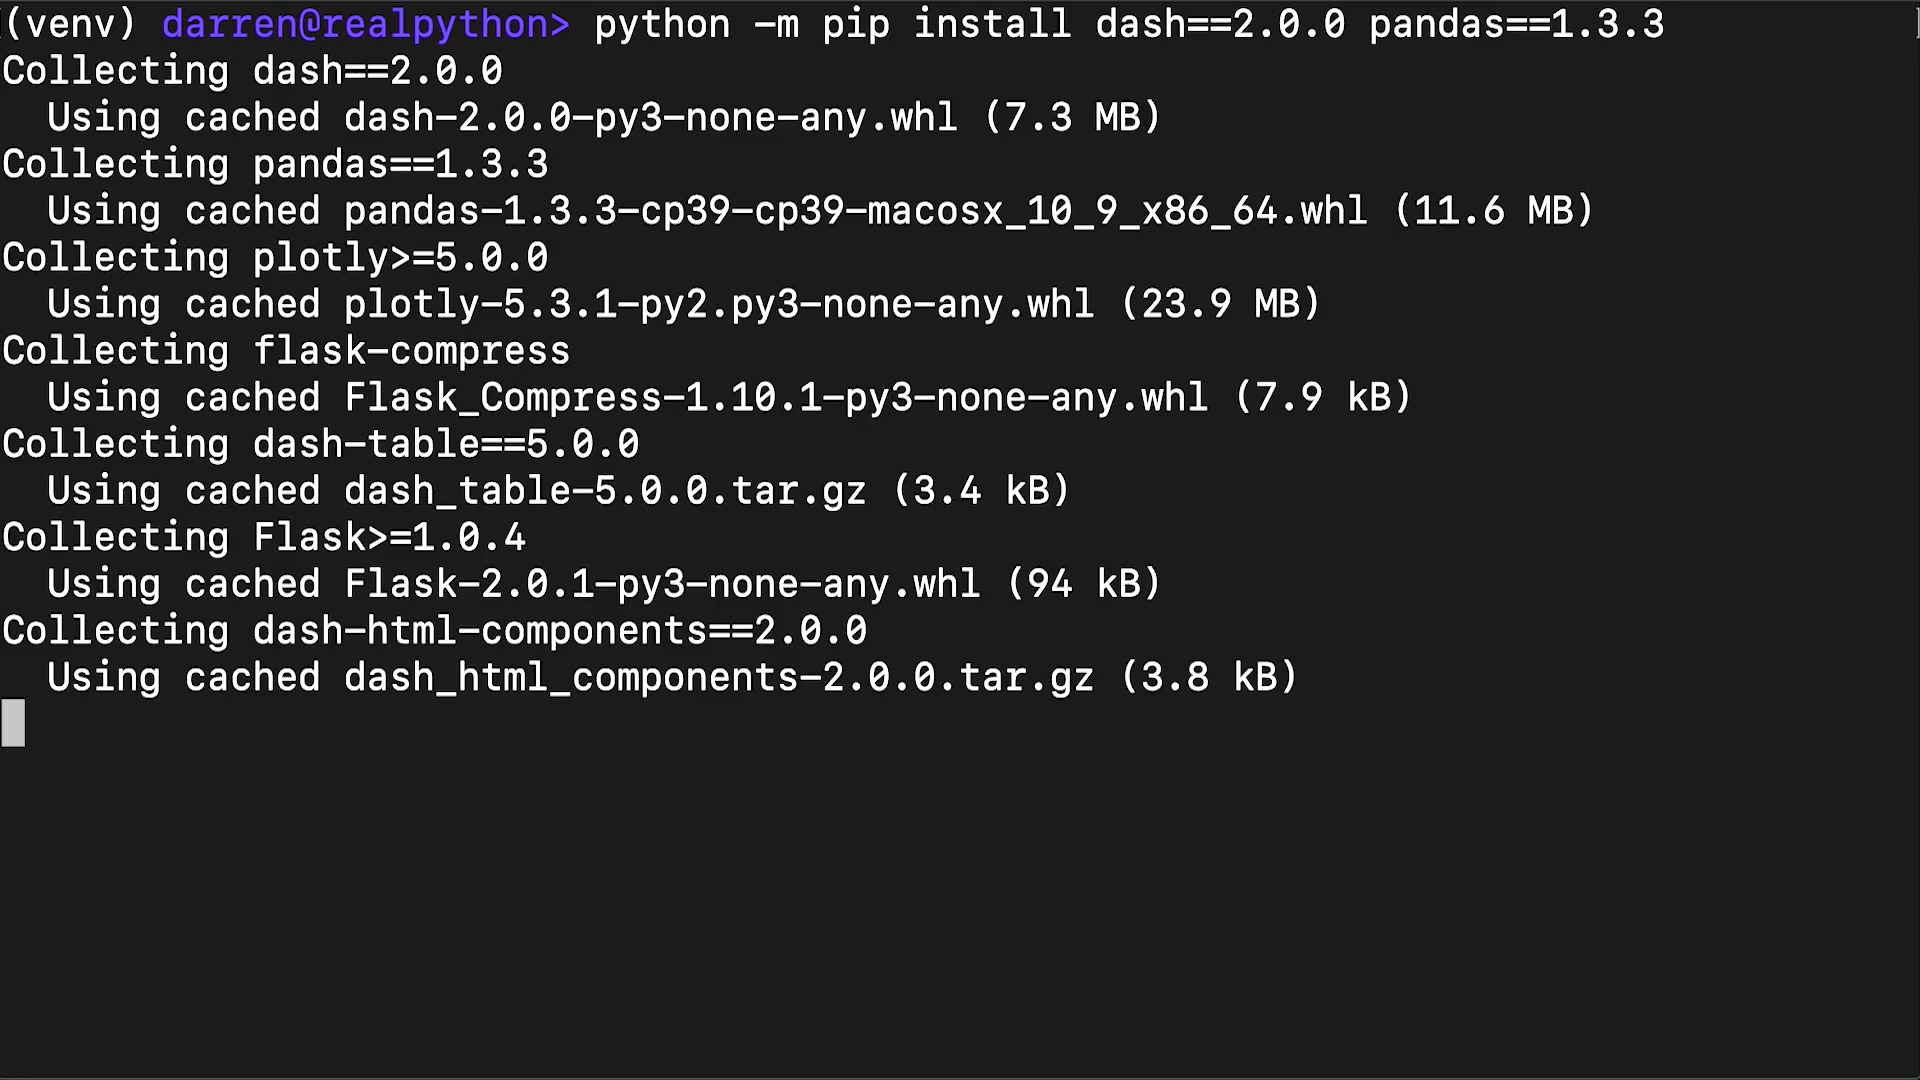 (venv) darren@realpython> python -m pip install dash==2.0.0 pandas==1.3.3
Collecting dash==2.0.0
  Using cached dash-2.0.0-py3-none-any.whl (7.3 MB)
Collecting pandas==1.3.3
  Using cached pandas-1.3.3-cp39-cp39-macosx_10_9_x86_64.whl (11.6 MB)
Collecting plotly>=5.0.0
  Using cached plotly-5.3.1-py2.py3-none-any.whl (23.9 MB)
Collecting flask-compress
  Using cached Flask_Compress-1.10.1-py3-none-any.whl (7.9 kB)
Collecting dash-table==5.0.0
  Using cached dash_table-5.0.0.tar.gz (3.4 kB)
Collecting Flask>=1.0.4
  Using cached Flask-2.0.1-py3-none-any.whl (94 kB)
Collecting dash-html-components==2.0.0
  Using cached dash_html_components-2.0.0.tar.gz (3.8 kB)